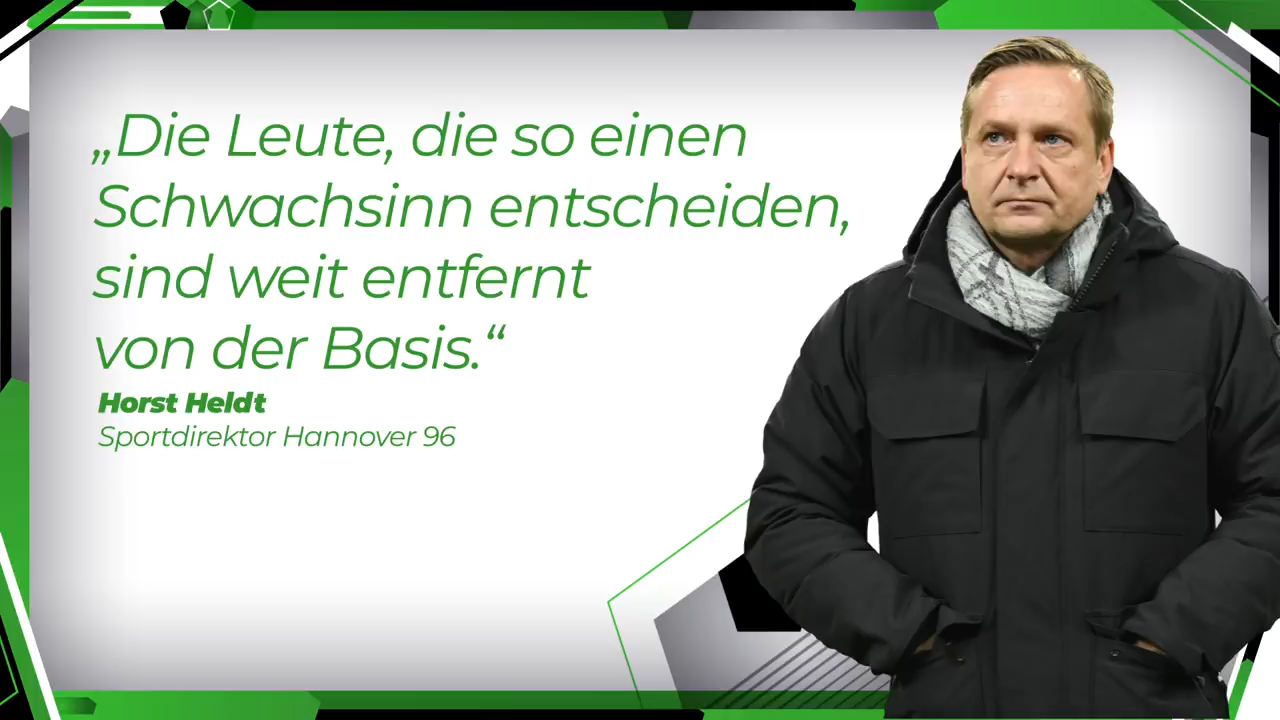 „Die Leute, die so einen
Schwachsinn entscheiden,
sind weit entfernt
von der Basis.“
Horst Heldt
Sportdirektor Hannover 96